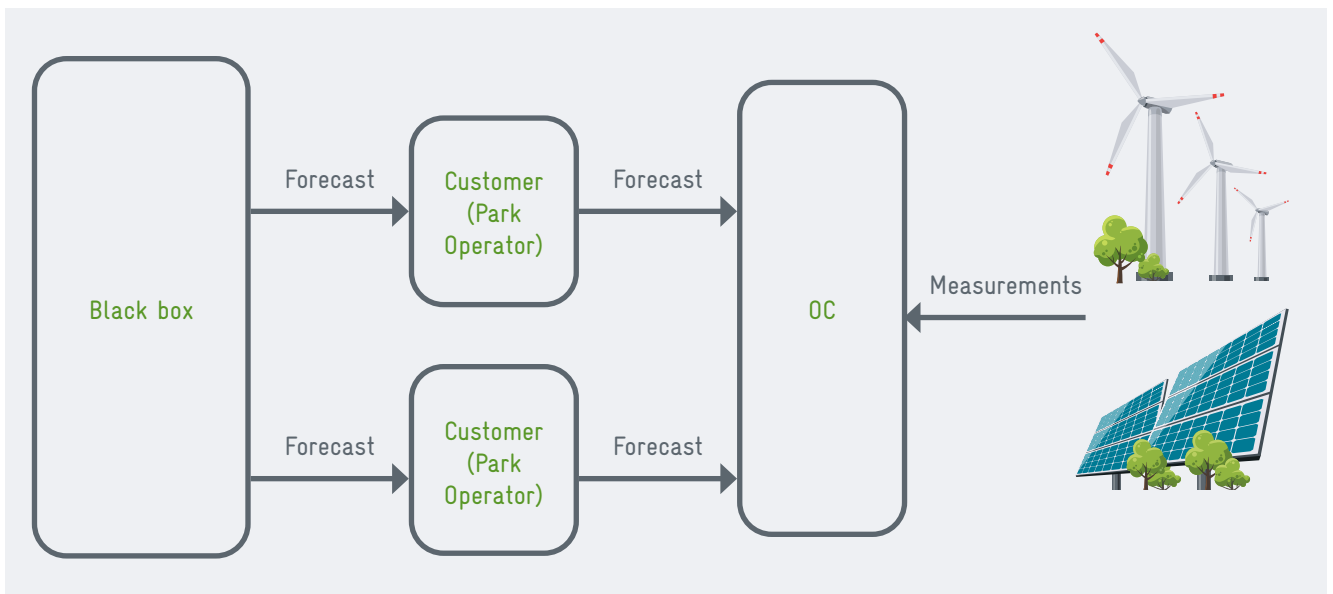 Forecast
Customer
(Park
Operator)
Forecast
Black box
OC
Measurements
Forecast
Customer
(Park
Operator)
Forecast